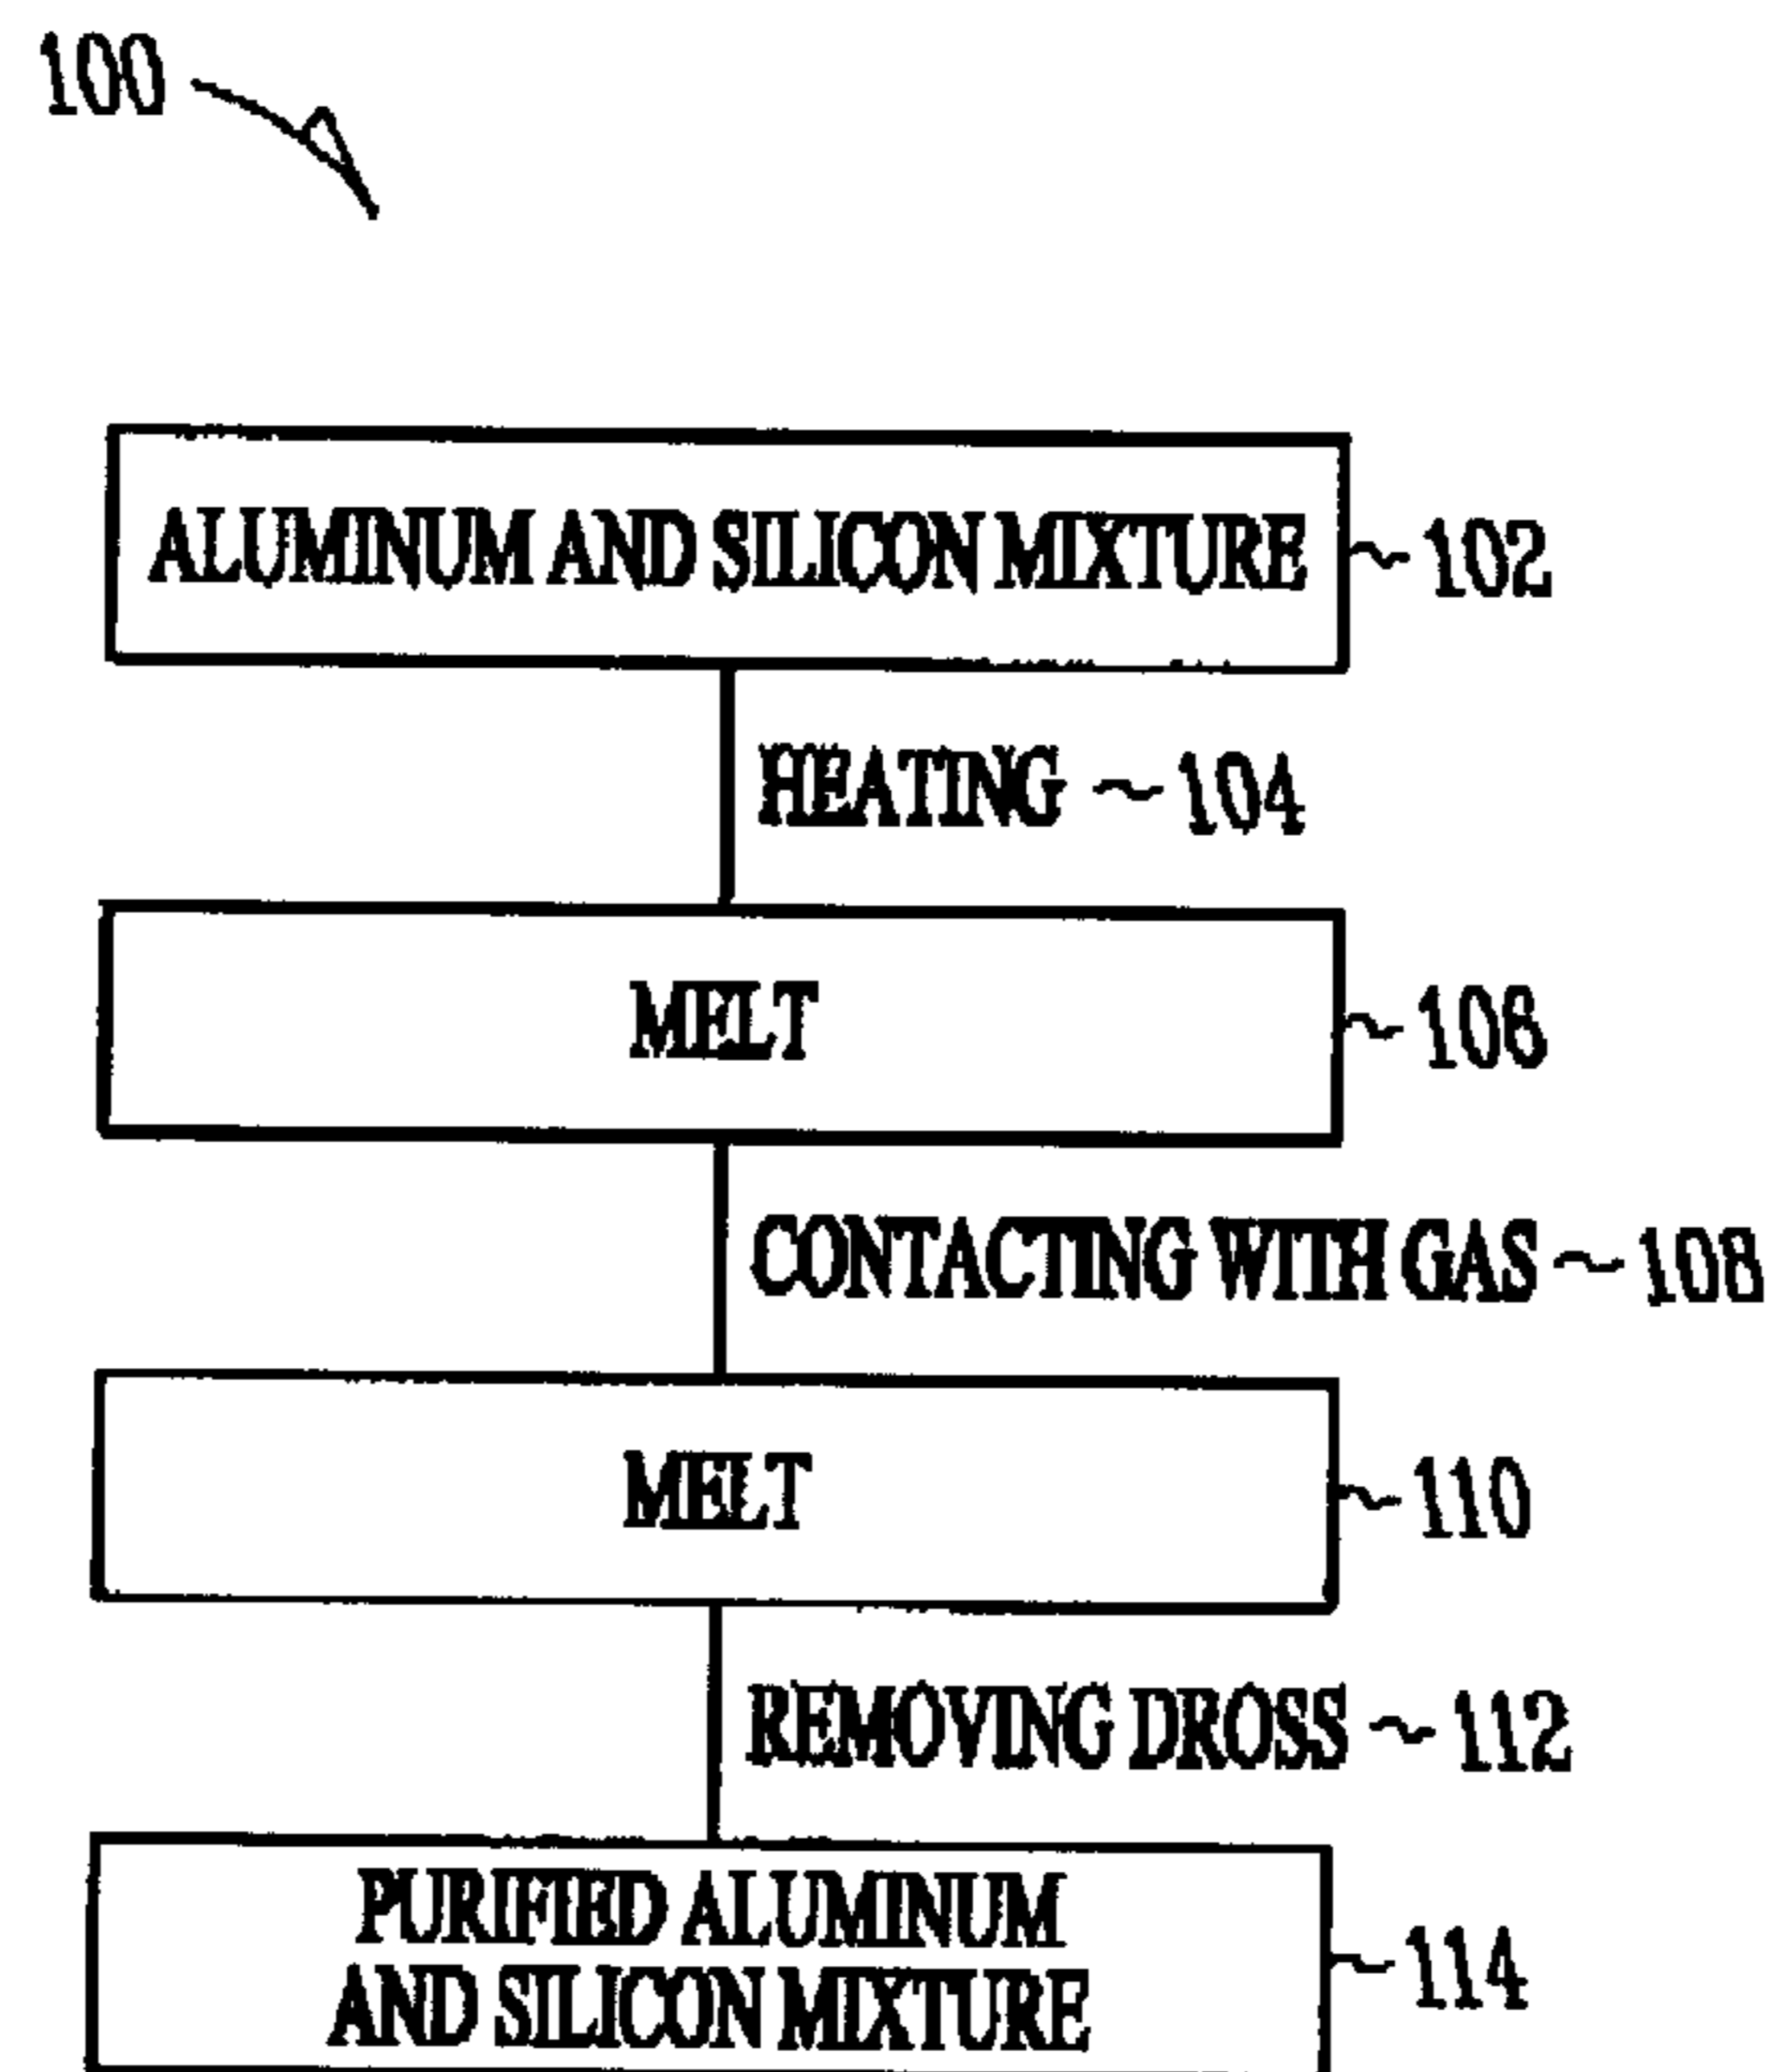 100
ALUMINUM AND SILICON MIXTURE ~ 102
HEATING ~ 104
MELT ~ 106
CONTACTING WITH GAS ~ 108
MELT ~ 110
REMOVING DROSS ~ 112
PURIFIED ALUMINUM
AND SILICON MIXTURE ~ 114